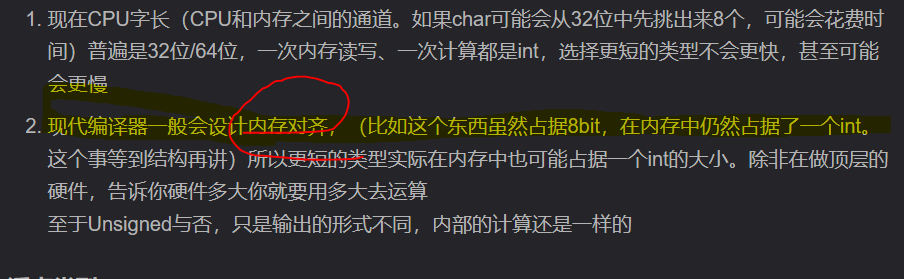 1. 现在CPU字长（CPU和内存之间的通道。如果char可能会从32位中先挑出来8个，可能会花费时
间）普遍是32位/64位，一次内存读写、一次计算都是int，选择更短的类型不会更快，甚至可能
会更慢
2. 现代编译器一般会设计内存对齐，（比如这个东西虽然占据8bit，在内存中仍然占据了一个int。
这个事等到结构再讲）所以更短的类型实际在内存中也可能占据一个int的大小。除非在做顶层的
硬件，告诉你硬件多大你就要用多大去运算
至于Unsigned与否，只是输出的形式不同，内部的计算还是一样的